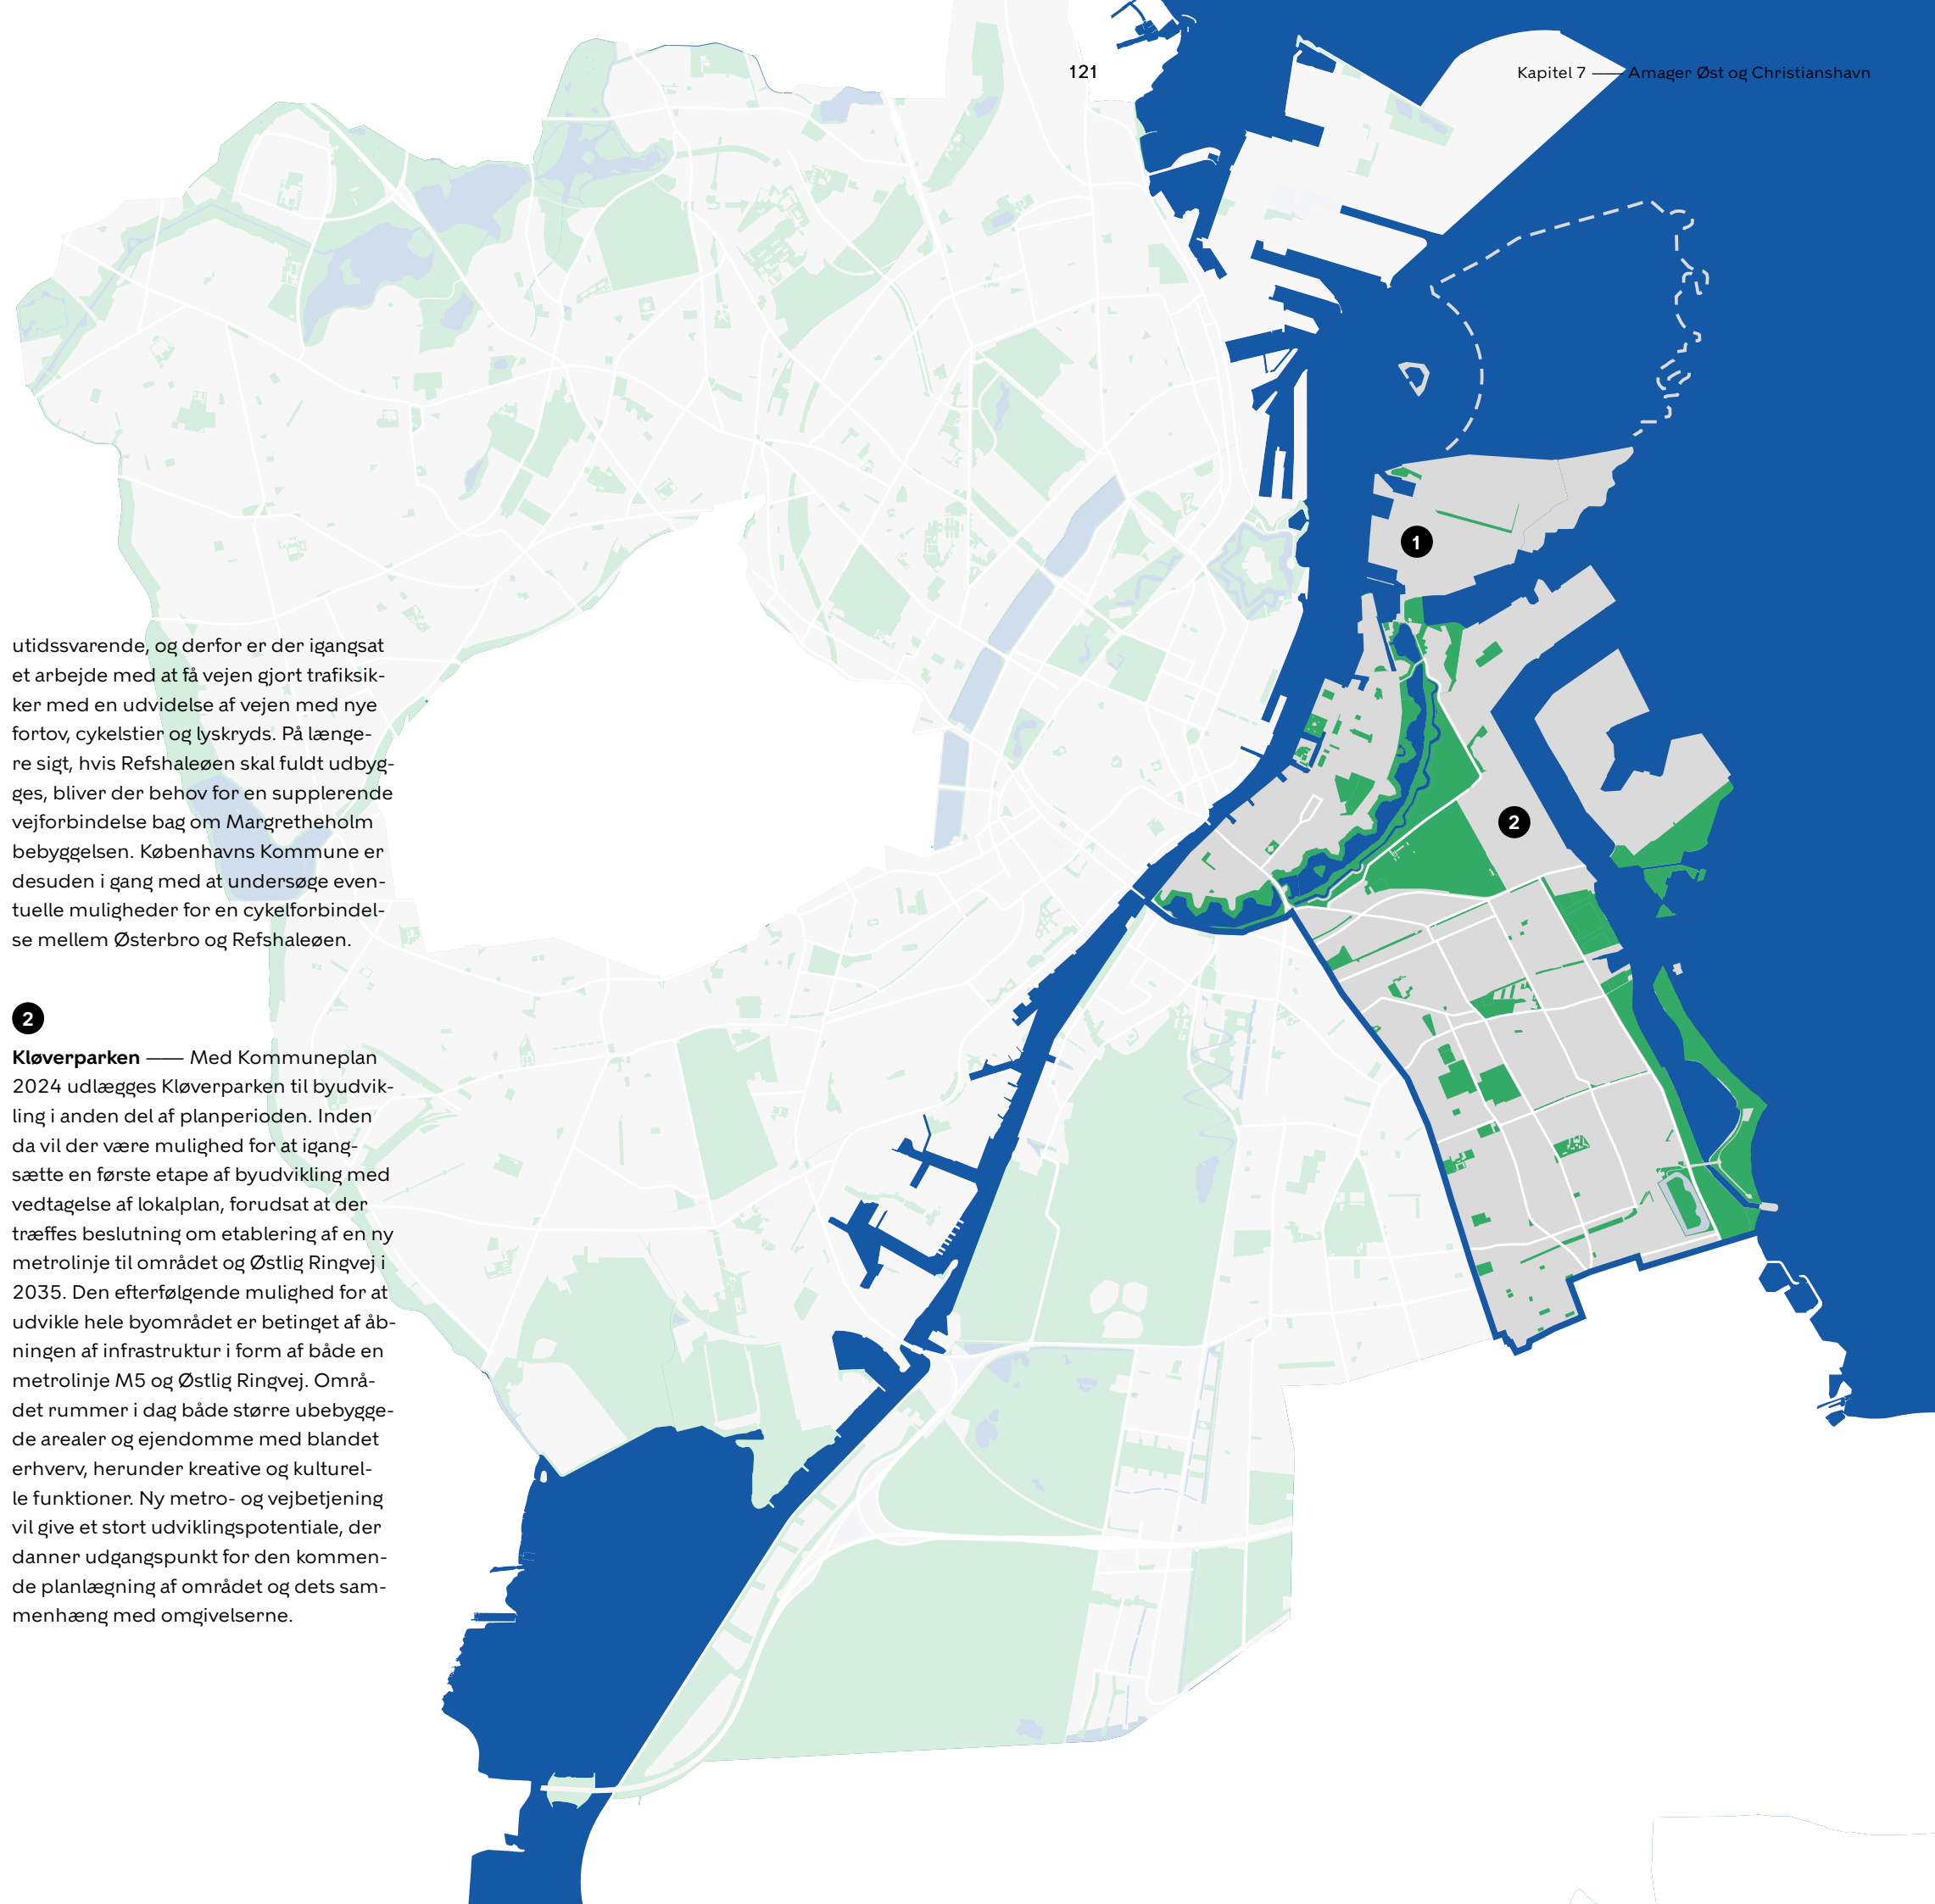 121
Kapitel 7 —— Amager Øst og Christianshavn
utidssvarende, og derfor er der igangsat
et arbejde med at få vejen gjort trafiksik-
ker med en udvidelse af vejen med nye
fortov, cykelstier og lyskryds. På længe-
re sigt, hvis Refshaleøen skal fuldt udbyg-
ges, bliver der behov for en supplerende
vejforbindelse bag om Margretheholm
bebyggelsen. Københavns Kommune er
desuden i gang med at undersøge even-
tuelle muligheder for en cykelforbindel-
se mellem Østerbro og Refshaleøen.
2
Kløverparken —— Med Kommuneplan
2024 udlægges Kløverparken til byudvik-
ling i anden del af planperioden. Inden
da vil der være mulighed for at igang-
sætte en første etape af byudvikling med
vedtagelse af lokalplan, forudsat at der
træffes beslutning om etablering af en ny
metrolinje til området og Østlig Ringvej i
2035. Den efterfølgende mulighed for at
udvikle hele byområdet er betinget af åb-
ningen af infrastruktur i form af både en
metrolinje M5 og Østlig Ringvej. Områ-
det rummer i dag både større ubebygge-
de arealer og ejendomme med blandet
erhverv, herunder kreative og kulturel-
le funktioner. Ny metro- og vejbetjening
vil give et stort udviklingspotentiale, der
danner udgangspunkt for den kommen-
de planlægning af området og dets sam-
menhæng med omgivelserne.
1
2